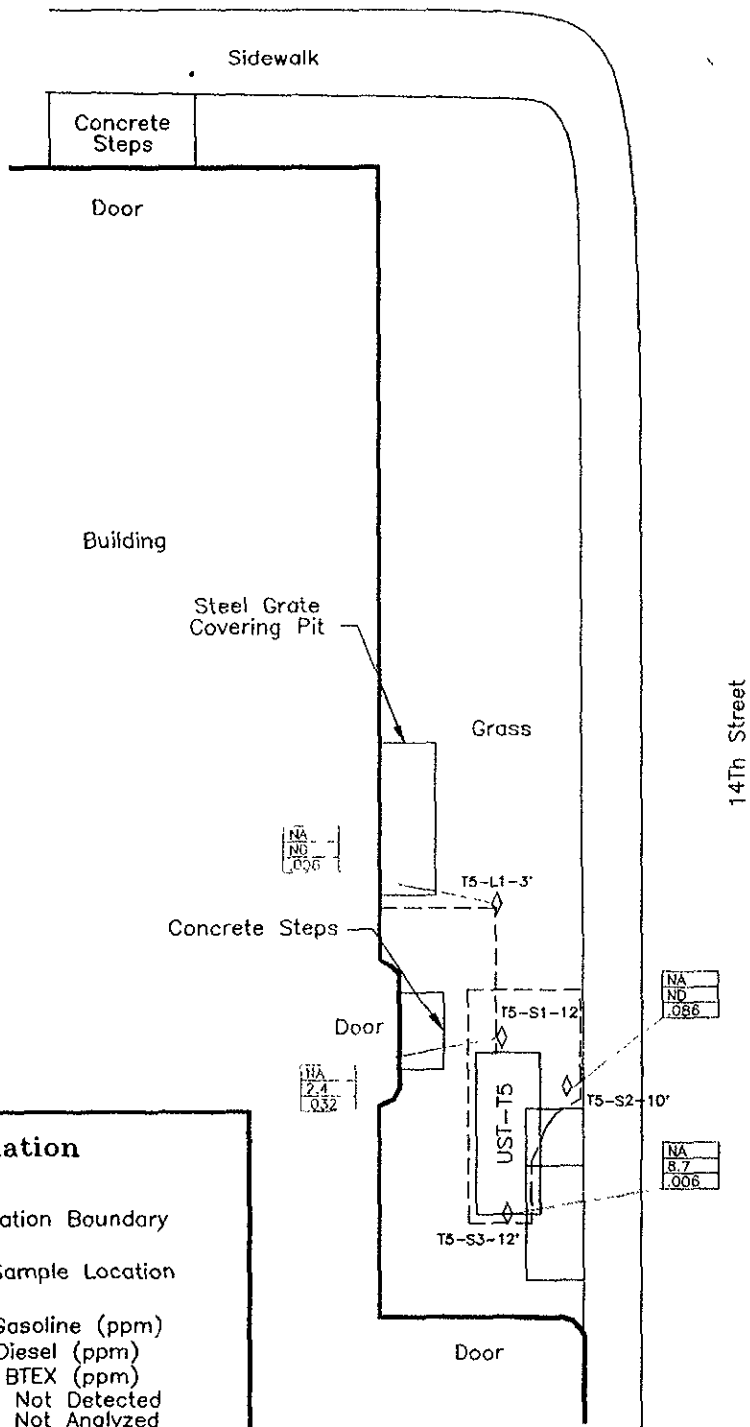 Sidewalk
Concrete
Steps
Door
Building
Steel Grate
Covering Pit
Grass
14Th Street
NA
ND
.006
T5-L1-3'
Concrete Steps
Door
T5-S1-12'
NA
ND
.086
NA
2.4
.032
UST-T5
T5-S2-10'
NA
8.7
.006
T5-S3-12'
Door
ation
ation Boundary
Sample Location
Gasoline (ppm)
Diesel (ppm)
BTEX (ppm)
Not Detected
Not Analyzed